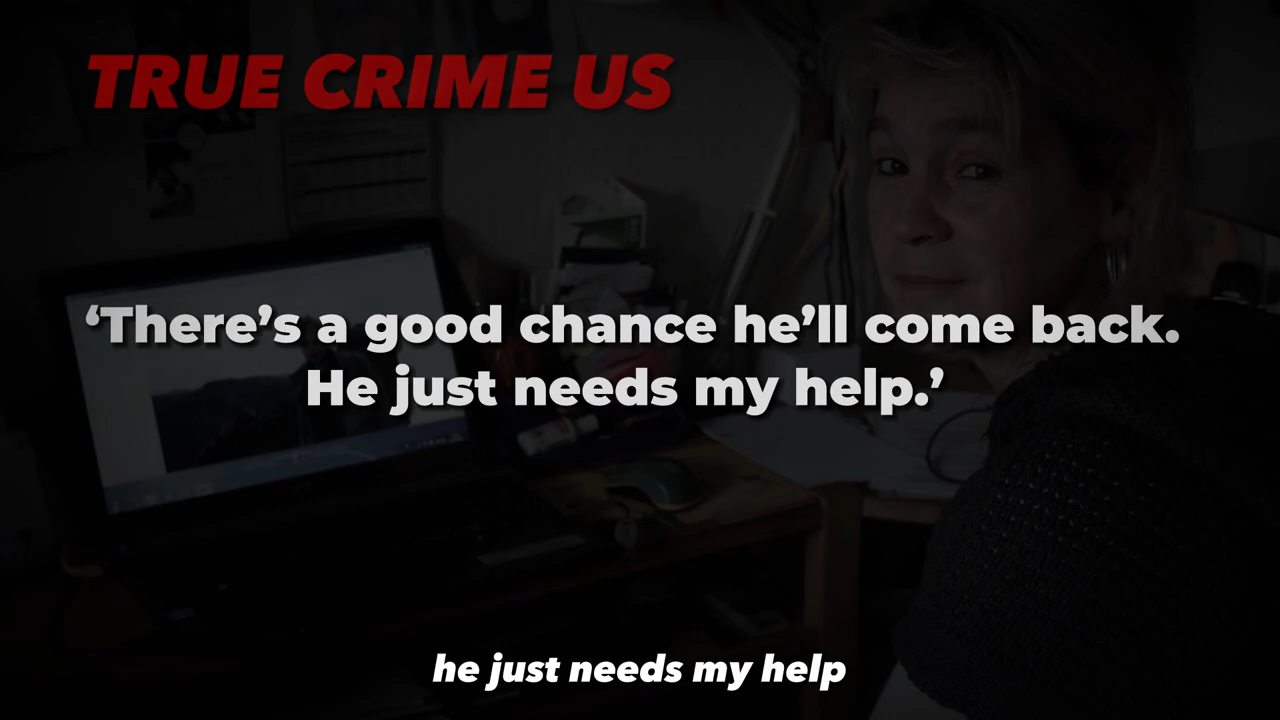 TRUE CRIME US
‘There’s a good chance he’ll come back.
He just needs my help.’
he just needs my help